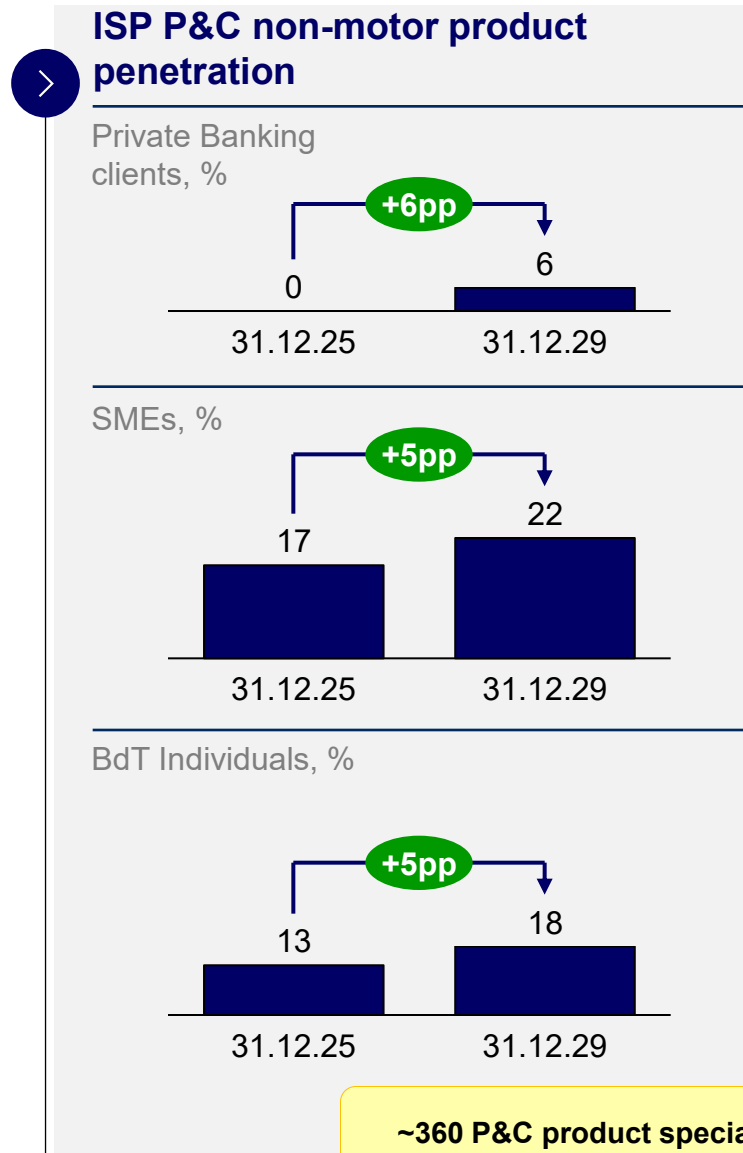 ISP P&C non-motor product
penetration
Private Banking
clients, %
+6pp
0
6
31.12.25 31.12.29
SMEs, %
+5pp
17
22
31.12.25 31.12.29
BdT Individuals, %
+5pp
13
18
31.12.25 31.12.29
~360 P&C product